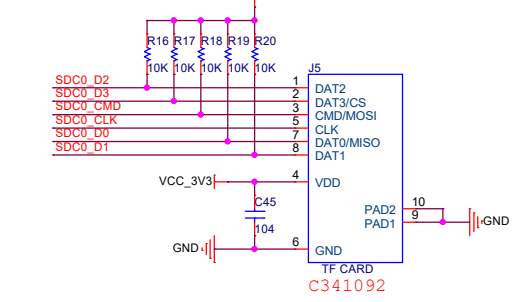 R16 R17 R18 R19 R20
10K 10K 10K 10K 10K
J5
SDC0_D2 1 DAT2
SDC0_D3 2 DAT3/CS
SDC0_CMD 3 CMD/MOSI
SDC0_CLK 5 CLK
SDC0_D0 7 DAT0/MISO
SDC0_D1 8 DAT1
VCC_3V3 4 VDD
C45
104
PAD2 10
PAD1 9 GND
GND 6 GND
TF CARD
C341092